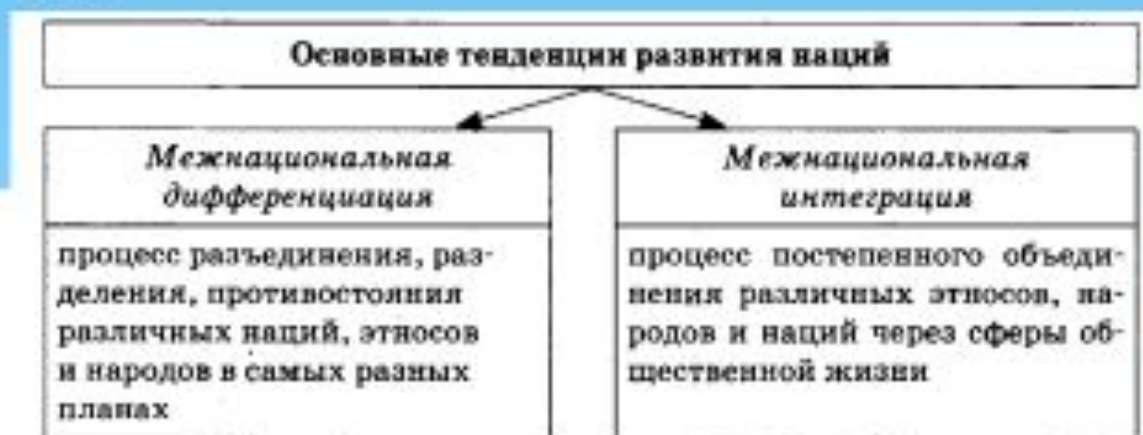 Основные тенденции развития наций
Межнациональная
дифференциация
процесс разъединения, раз-
деления, противостояния
различных наций, этносов
и народов в самых разных
планах
Межнациональная
интеграция
процесс постепенного объеди-
нения различных этносов, на-
родов и наций через сферы об-
щественной жизни